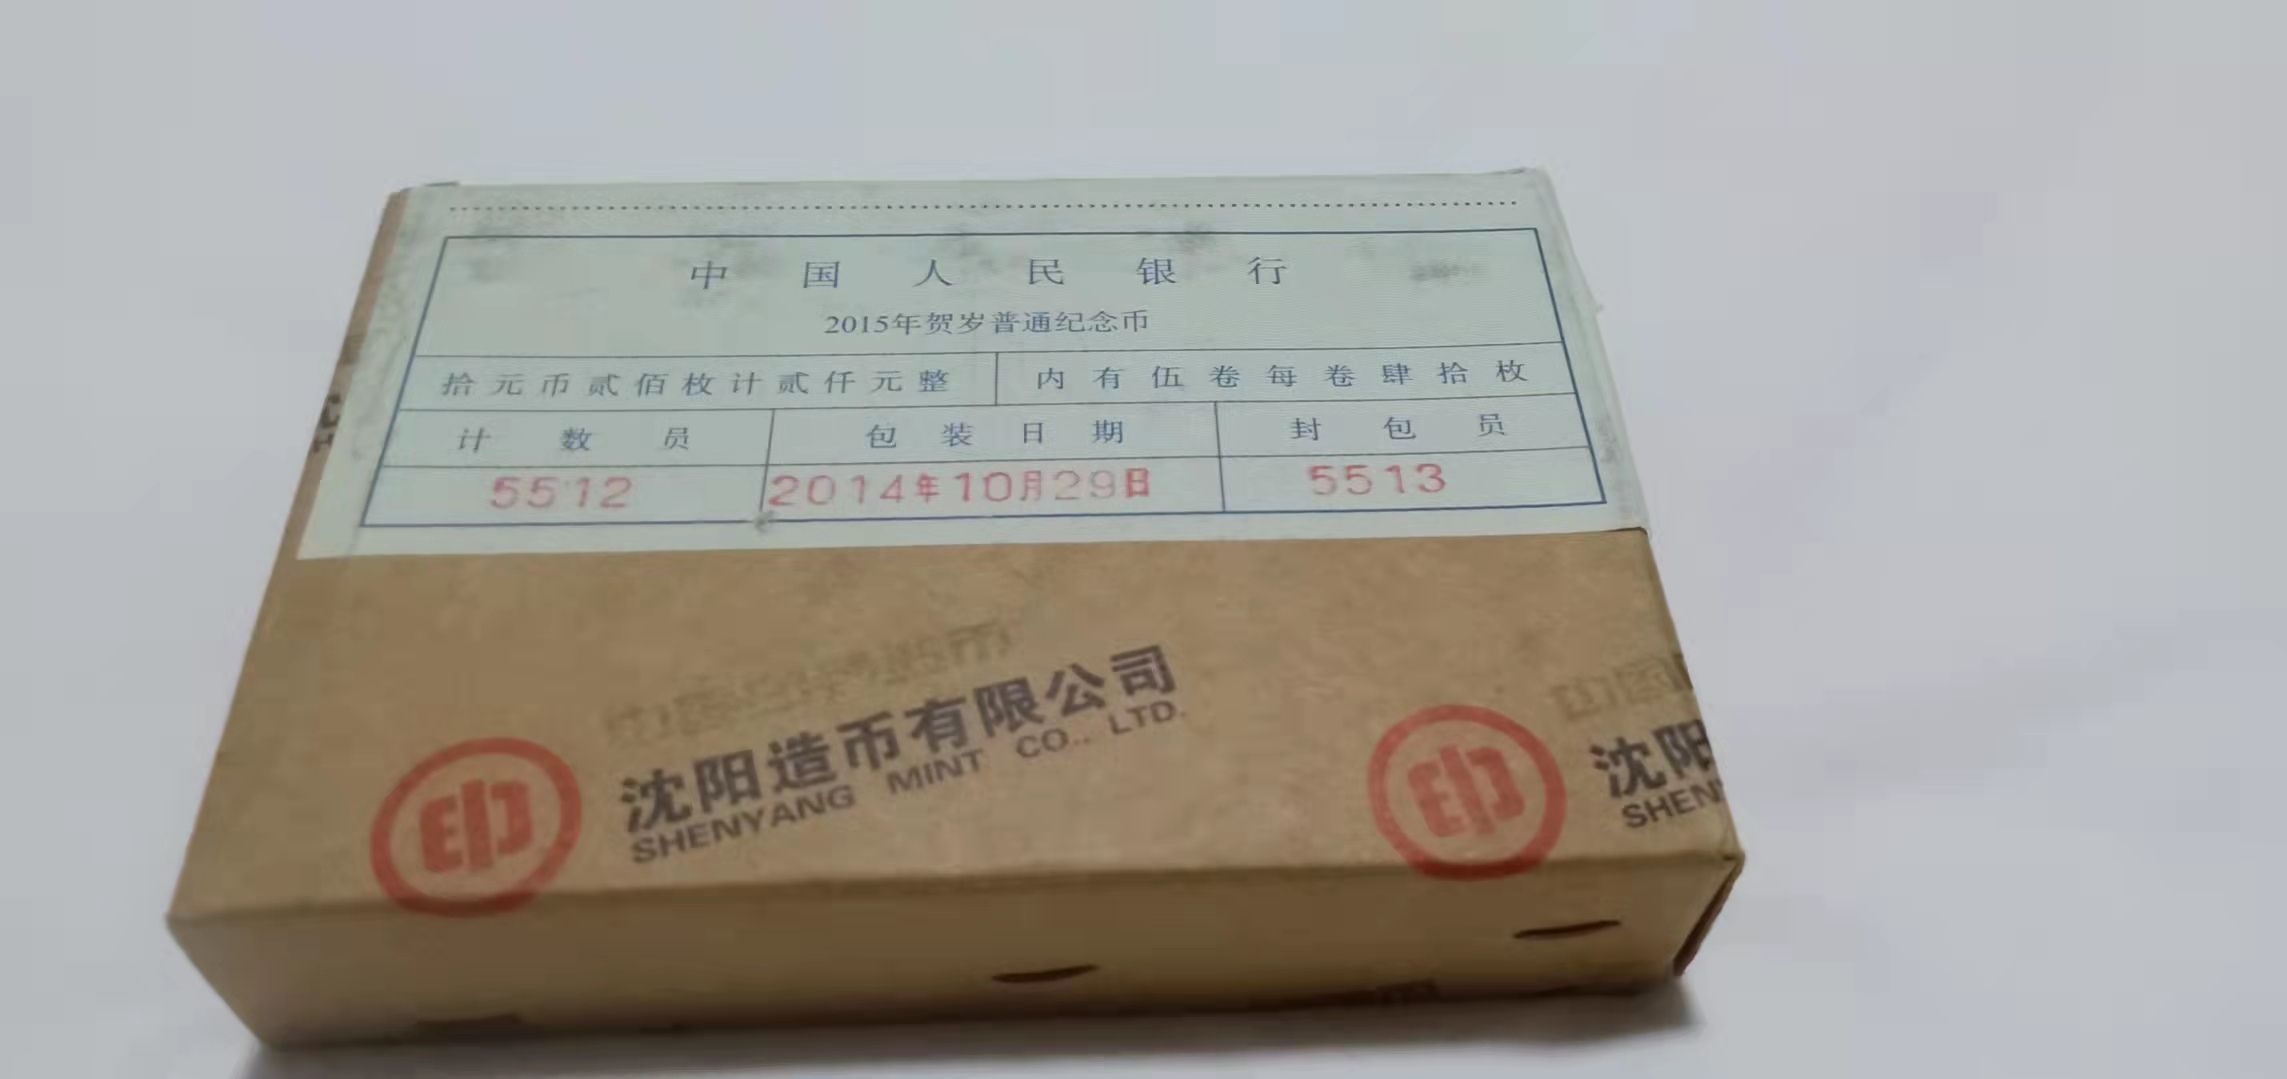 中国人民银行
2015年贺岁普通纪念币
拾元币贰佰枚计贰仟元整 内有伍卷每卷肆拾枚
计数员 包装日期 封包员
5512 2014年10月29日 5513
沈阳造币有限公司
SHENYANG MINT CO., LTD.
沈阳
SHEN